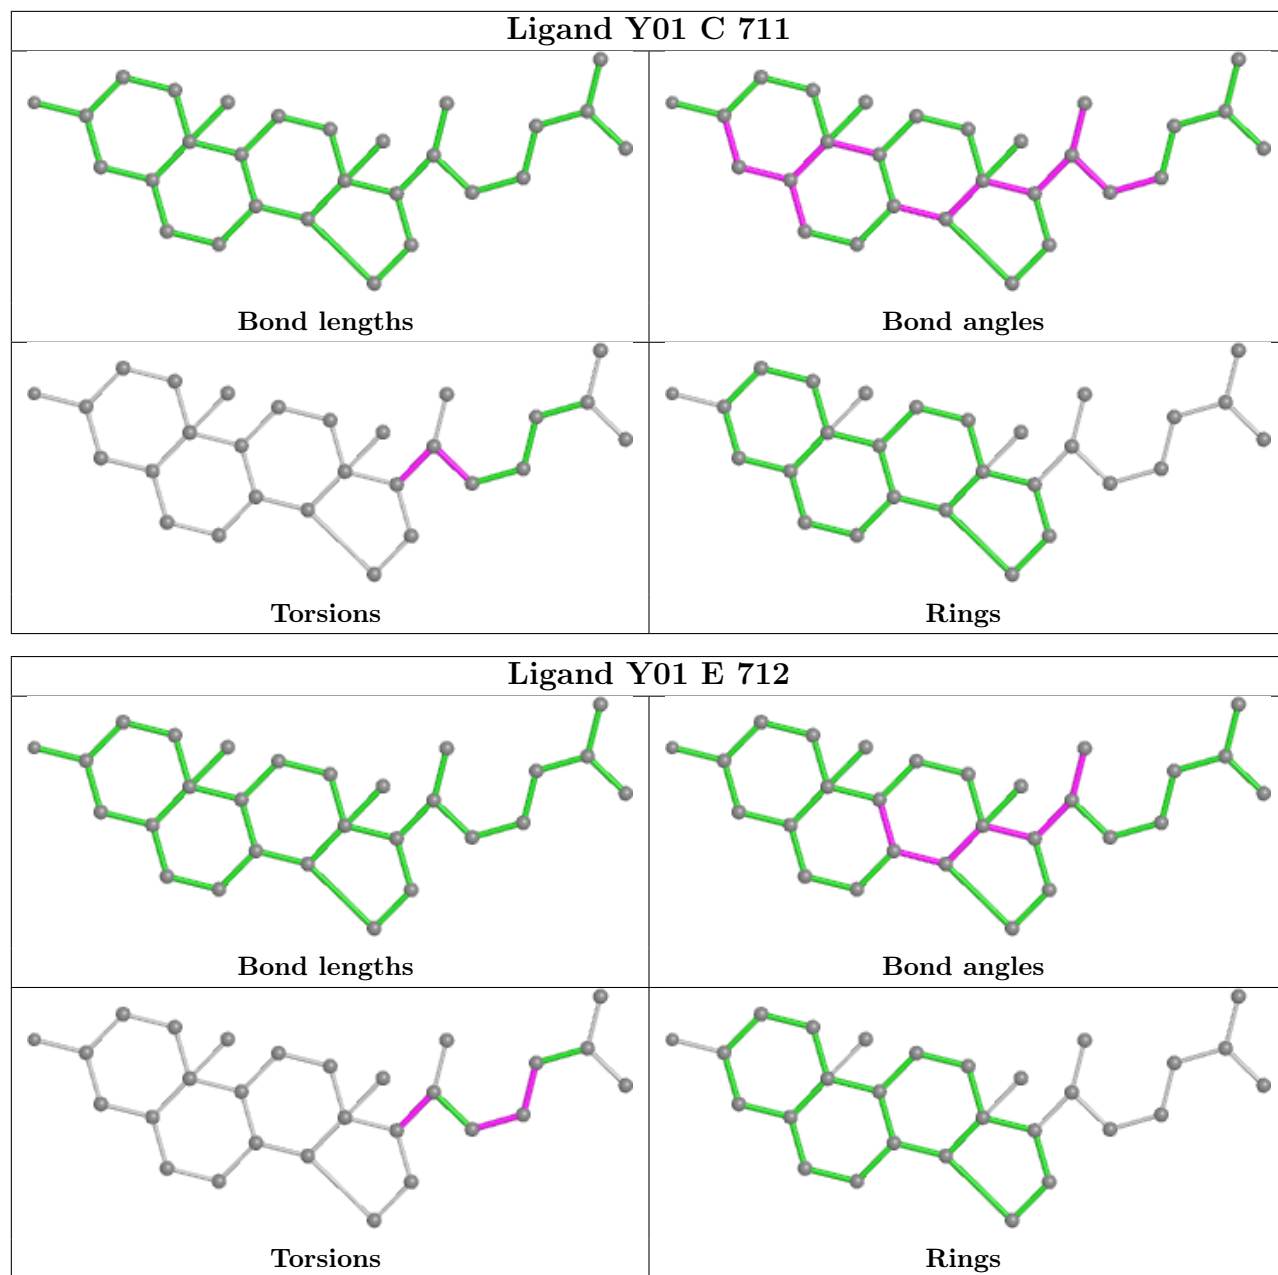 Ligand Y01 C 711
Bond lengths
Bond angles
Torsions
Rings
Ligand Y01 E 712
Bond lengths
Bond angles
Torsions
Rings